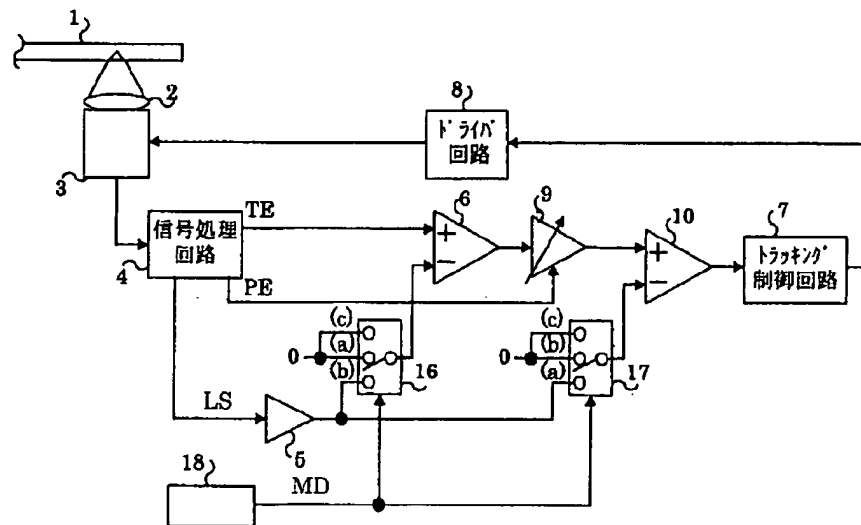 1
2
3
8
ドライバ
回路
信号処理
回路
4
TE
PE
6
9
10
7
トラッキング
制御回路
(c)
(a)
(b)
0
16
(c)
(b)
(a)
0
17
LS
5
18
MD